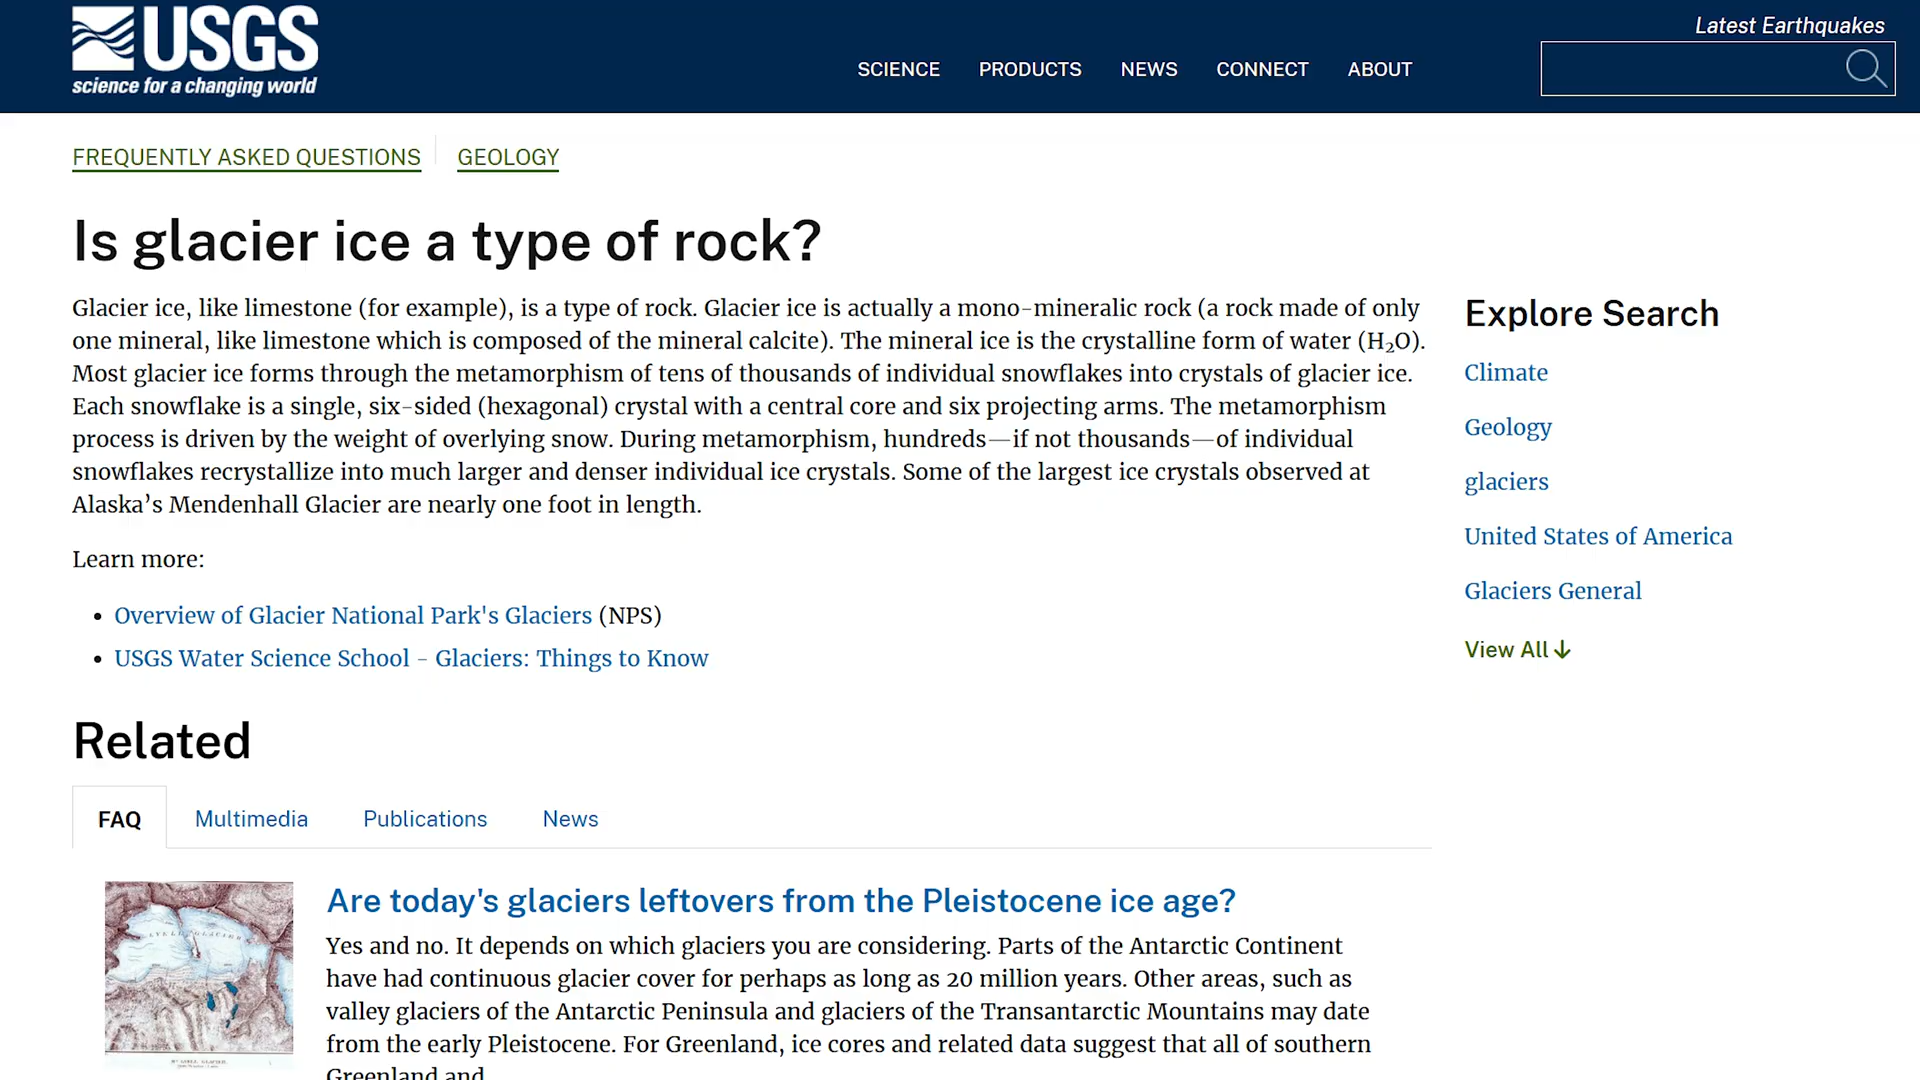 USGS
science for a changing world
Latest Earthquakes
SCIENCE PRODUCTS NEWS CONNECT ABOUT
FREQUENTLY ASKED QUESTIONS GEOLOGY
Is glacier ice a type of rock?
Glacier ice, like limestone (for example), is a type of rock. Glacier ice is actually a mono-mineralic rock (a rock made of only
one mineral, like limestone which is composed of the mineral calcite). The mineral ice is the crystalline form of water (H₂O).
Most glacier ice forms through the metamorphism of tens of thousands of individual snowflakes into crystals of glacier ice.
Each snowflake is a single, six-sided (hexagonal) crystal with a central core and six projecting arms. The metamorphism
process is driven by the weight of overlying snow. During metamorphism, hundreds—if not thousands—of individual
snowflakes recrystallize into much larger and denser individual ice crystals. Some of the largest ice crystals observed at
Alaska’s Mendenhall Glacier are nearly one foot in length.
Learn more:
• Overview of Glacier National Park's Glaciers (NPS)
• USGS Water Science School - Glaciers: Things to Know
Explore Search
Climate
Geology
glaciers
United States of America
Glaciers General
View All
Related
FAQ Multimedia Publications News
Are today's glaciers leftovers from the Pleistocene ice age?
Yes and no. It depends on which glaciers you are considering. Parts of the Antarctic Continent
have had continuous glacier cover for perhaps as long as 20 million years. Other areas, such as
valley glaciers of the Antarctic Peninsula and glaciers of the Transantarctic Mountains may date
from the early Pleistocene. For Greenland, ice cores and related data suggest that all of southern
Greenland and
LYELL GLACIER